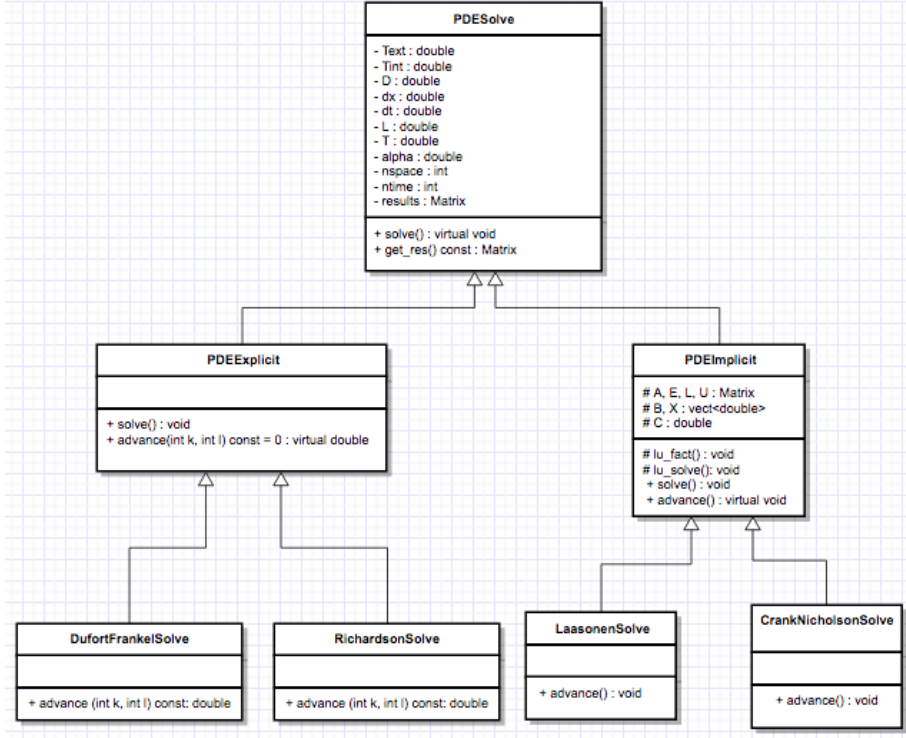 PDESolve
- Text : double
- Tint : double
- D : double
- dx : double
- dt : double
- L : double
- T : double
- alpha : double
- nspace : int
- ntime : int
- results : Matrix
+ solve() : virtual void
+ get_res() const : Matrix
PDEExplicit
+ solve() : void
+ advance(int k, int l) const = 0 : virtual double
PDEImplicit
# A, E, L, U : Matrix
# B, X : vect<double>
# C : double
# lu_fact() : void
# lu_solve(): void
+ solve() : void
+ advance() : virtual void
DufortFrankelSolve
+ advance (int k, int l) const: double
RichardsonSolve
+ advance (int k, int l) const: double
LaasonenSolve
+ advance() : void
CrankNicholsonSolve
+ advance() : void